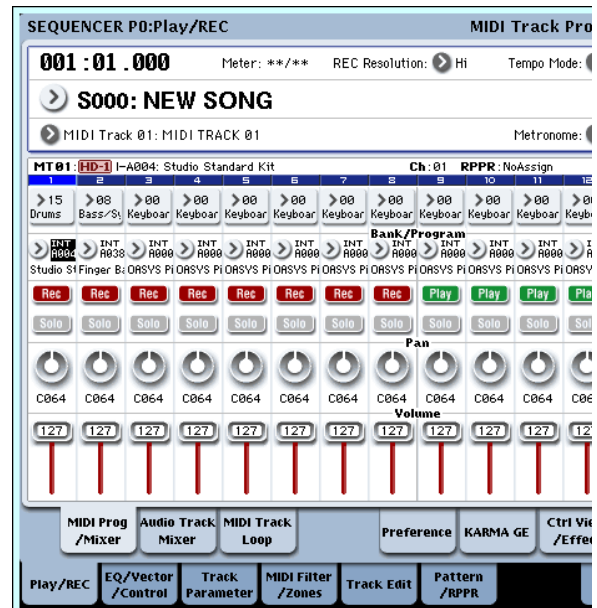 SEQUENCER P0:Play/REC MIDI Track Pro
001:01.000 Meter: **/** REC Resolution: Hi Tempo Mode:
S000: NEW SONG
MIDI Track 01: MIDI TRACK 01 Metronome:
MT01: HD-1 I-A004: Studio Standard Kit Ch:01 RPPR:NoAssign
1 2 3 4 5 6 7 8 9 10 11 12
15 08 00 00 00 00 00 00 00 00 00 00
Drums Bass/Sy Keyboar Keyboar Keyboar Keyboar Keyboar Keyboar Keyboar Keyboar Keyboar Keyb
Bank/Program
INT INT INT INT INT INT INT INT INT INT INT INT
A004 A038 A000 A000 A000 A000 A000 A000 A000 A000 A000
Studio St Finger Ba OASYS Pi OASYS Pi OASYS Pi OASYS Pi OASYS Pi OASYS Pi OASYS Pi OASYS Pi OASYS Pi OASYS
Rec Rec Rec Rec Rec Rec Rec Rec Play Play Play Pla
Solo Solo Solo Solo Solo Solo Solo Solo Solo Solo Solo Solo
Pan
C064 C064 C064 C064 C064 C064 C064 C064 C064 C064 C064 C06
Volume
127 127 127 127 127 127 127 127 127 127 127 127
MIDI Prog /Mixer Audio Track Mixer MIDI Track Loop Preference KARMA GE Ctrl Vie /Effec
Play/REC EQ/Vector /Control Track Parameter MIDI Filter /Zones Track Edit Pattern /RPPR